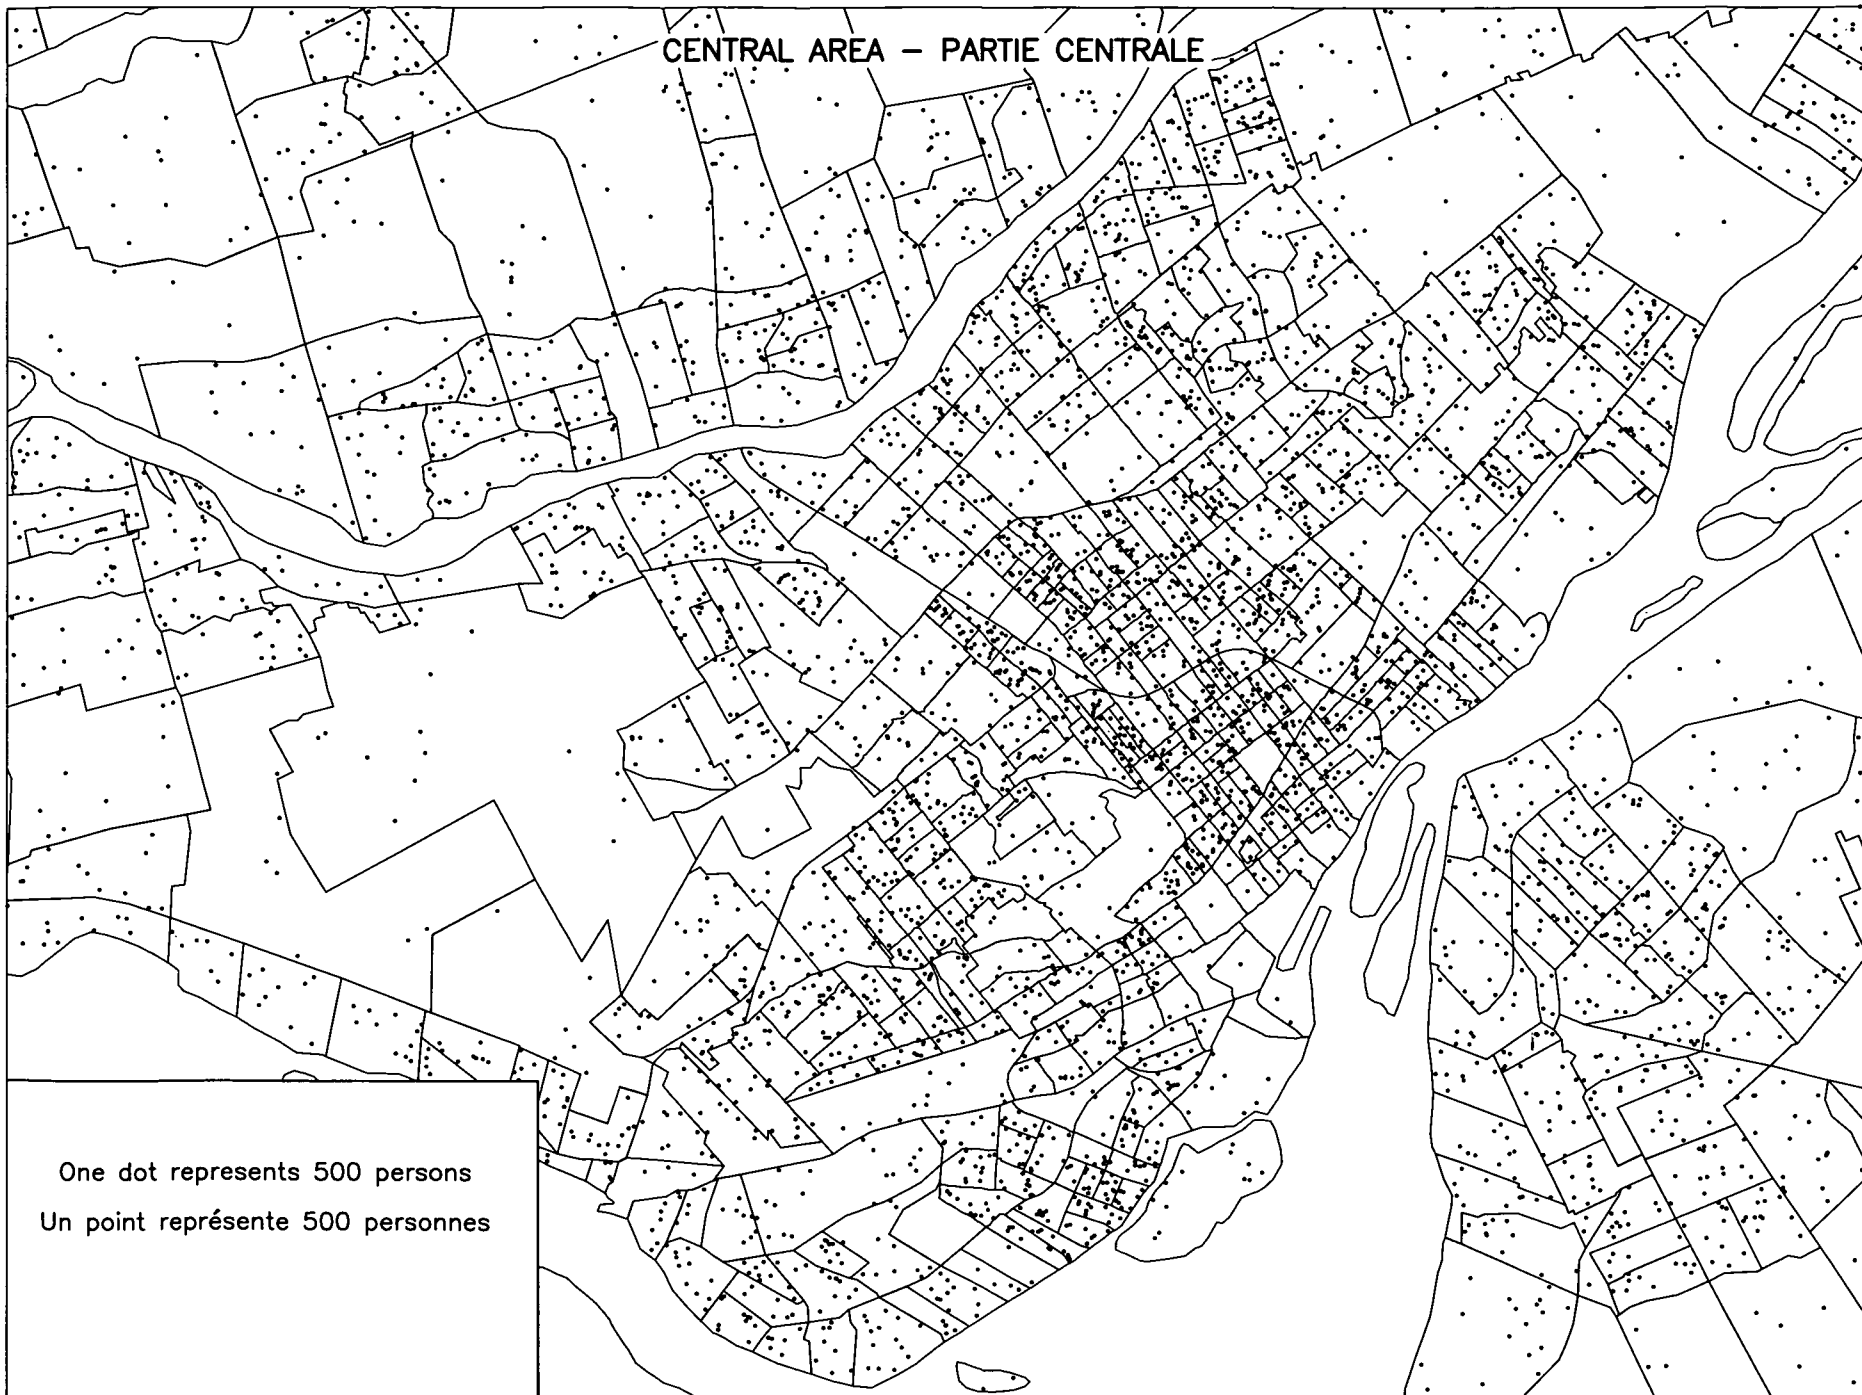 CENTRAL AREA – PARTIE CENTRALE
One dot represents 500 persons
Un point représente 500 personnes